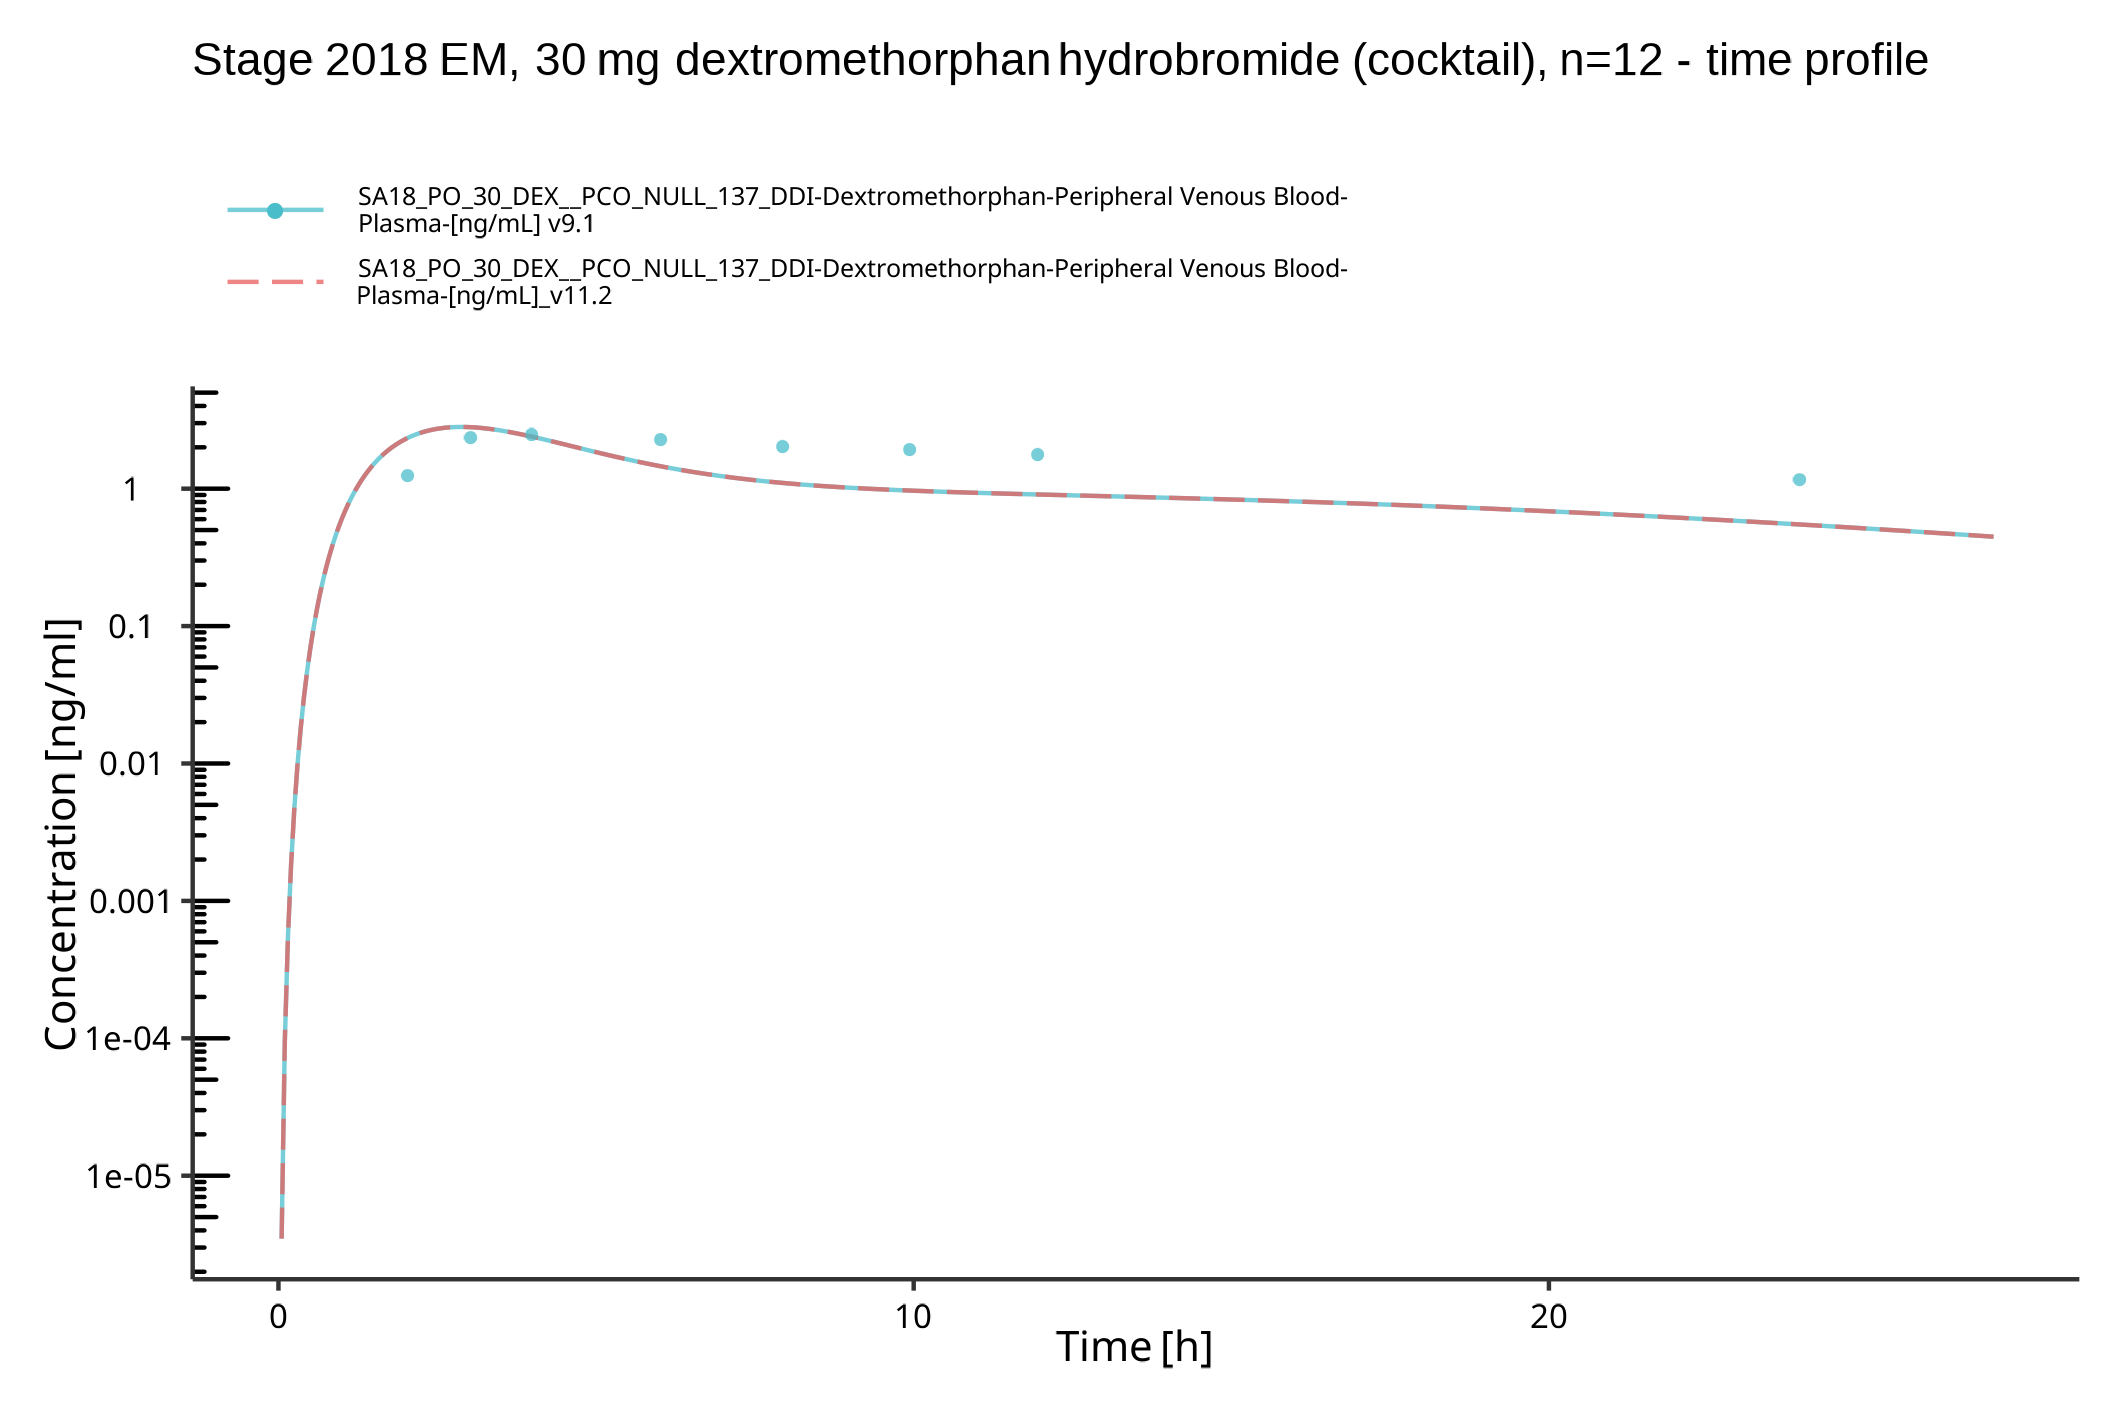 Stage 2018 EM, 30 mg dextromethorphan hydrobromide (cocktail), n=12 - time profile
SA18_PO_30_DEX__PCO_NULL_137_DDI-Dextromethorphan-Peripheral Venous Blood-
Plasma-[ng/mL] v9.1
SA18_PO_30_DEX__PCO_NULL_137_DDI-Dextromethorphan-Peripheral Venous Blood-
Plasma-[ng/mL]_v11.2
Concentration [ng/ml]
1
0.1
0.01
0.001
1e-04
1e-05
0
10
20
Time [h]